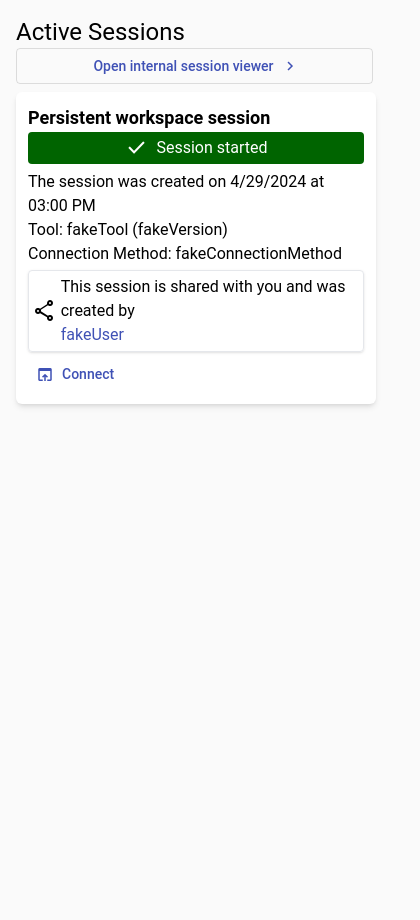 Active Sessions
Open internal session viewer
Persistent workspace session
Session started
The session was created on 4/29/2024 at
03:00 PM
Tool: fakeTool (fakeVersion)
Connection Method: fakeConnectionMethod
This session is shared with you and was
created by
fakeUser
Connect